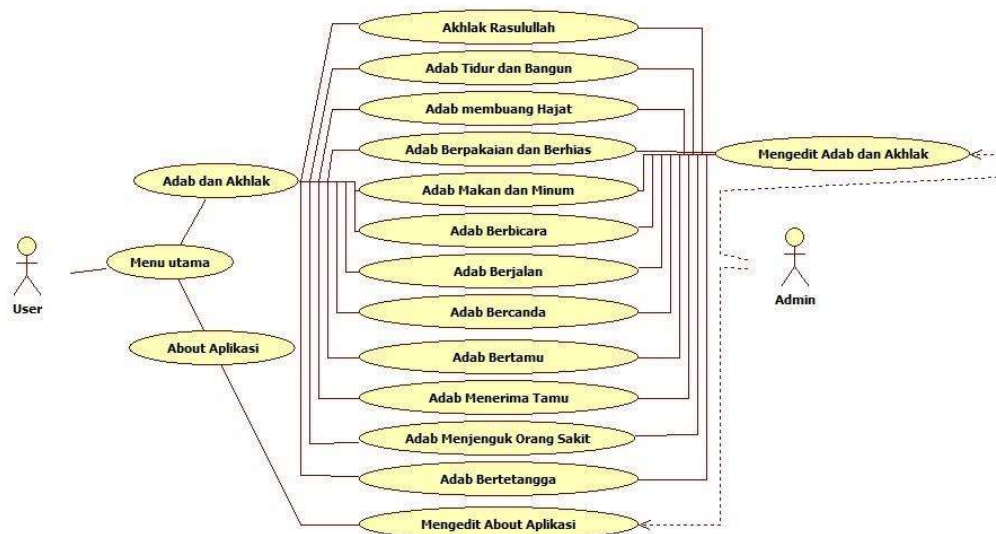 Akhlak Rasulullah
Adab Tidur dan Bangun
Adab membuang Hajat
Adab Berpakaian dan Berhias
Mengedit Adab dan Akhlak
Adab dan Akhlak
Adab Makan dan Minum
Adab Berbicara
Menu utama
Adab Berjalan
User
Admin
Adab Bercanda
About Aplikasi
Adab Bertamu
Adab Menerima Tamu
Adab Menjenguk Orang Sakit
Adab Bertetangga
Mengedit About Aplikasi